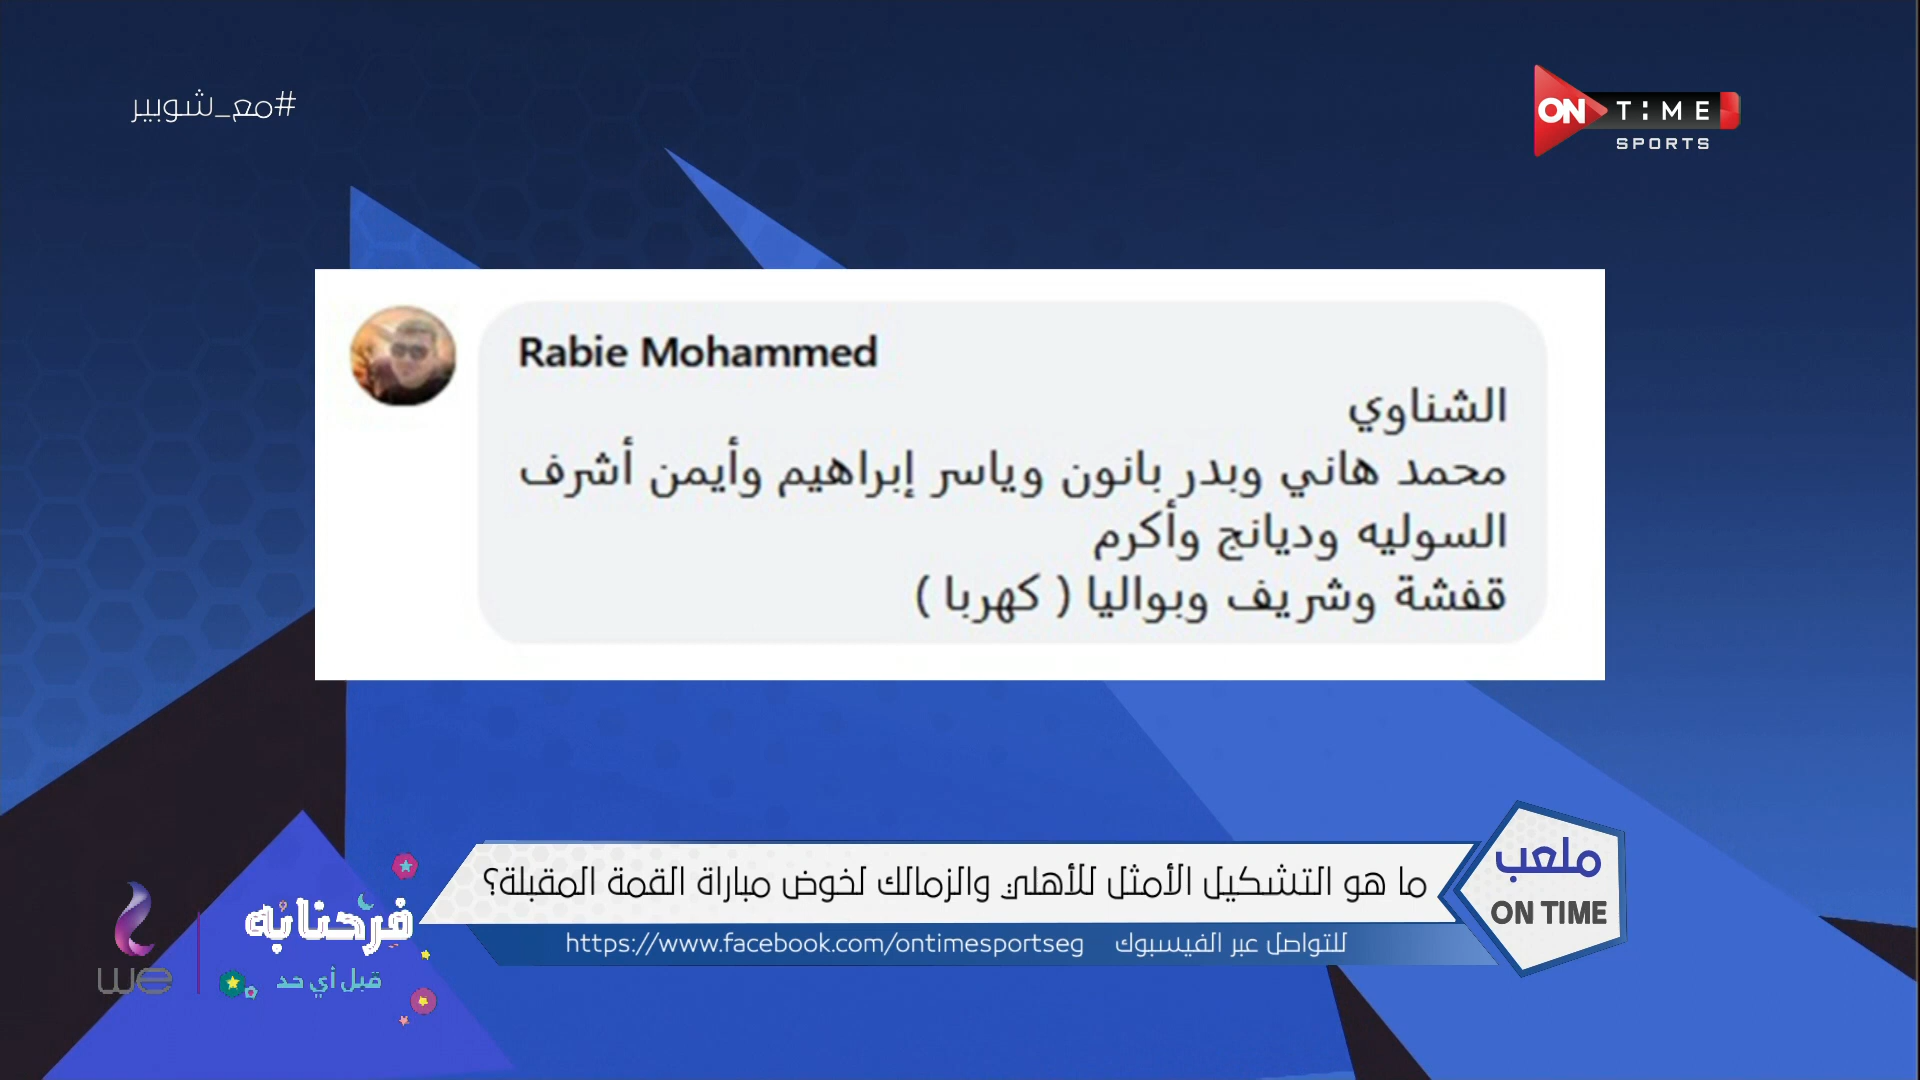 #مع_شوبير
ON TIME
SPORTS
Rabie Mohammed
الشناوي
محمد هاني وبدر بانون وياسر إبراهيم وأيمن أشرف
السوليه وديانج وأكرم
قفشة وشريف وبواليا ( كهربا )
ملعب
ON TIME
ما هو التشكيل الأمثل للأهلي والزمالك لخوض مباراة القمة المقبلة؟
للتواصل عبر الفيسبوك https://www.facebook.com/ontimesportseg
فرحنا به
قبل أي حد
we